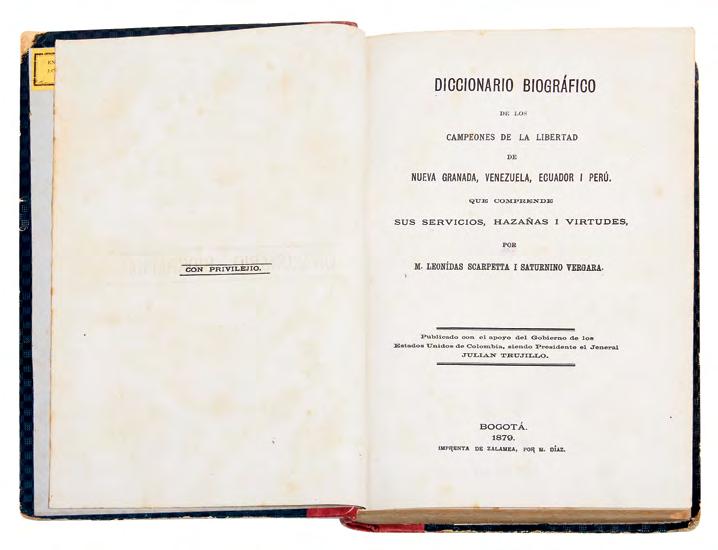 CON PRIVILEJIO.
DICCIONARIO BIOGRÁFICO
DE LOS
CAMPEONES DE LA LIBERTAD
DE
NUEVA GRANADA, VENEZUELA, ECUADOR I PERÚ.
QUE COMPRENDE
SUS SERVICIOS, HAZAÑAS I VIRTUDES,
POR
M. LEONÍDAS SCARPETTA I SATURNINO VERGARA.
Publicado con el apoyo del Gobierno de los
Estados Unidos de Colombia, siendo Presidente el Jeneral
JULIAN TRUJILLO.
BOGOTÁ.
1879.
IMPRENTA DE ZALAMEA, POR M. DÍAZ.